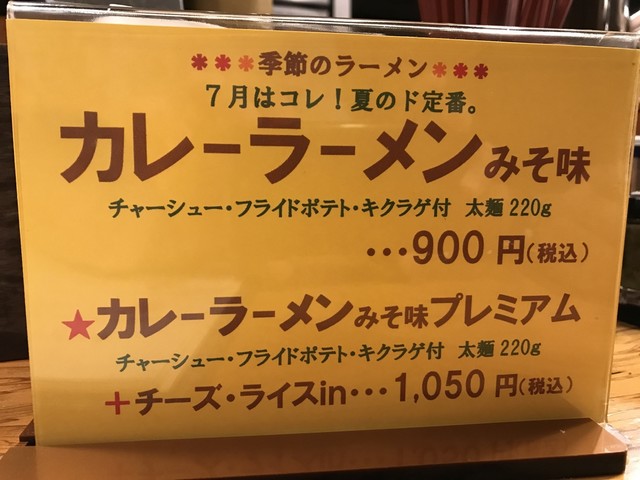 ***季節のラーメン***
7月はコレ！夏のド定番。
カレーラーメンみそ味
チャーシュー・フライドポテト・キクラゲ付 太麺220g
…900円(税込)
★カレーラーメンみそ味プレミアム
チャーシュー・フライドポテト・キクラゲ付 太麺220g
＋チーズ・ライスin…1,050円(税込)